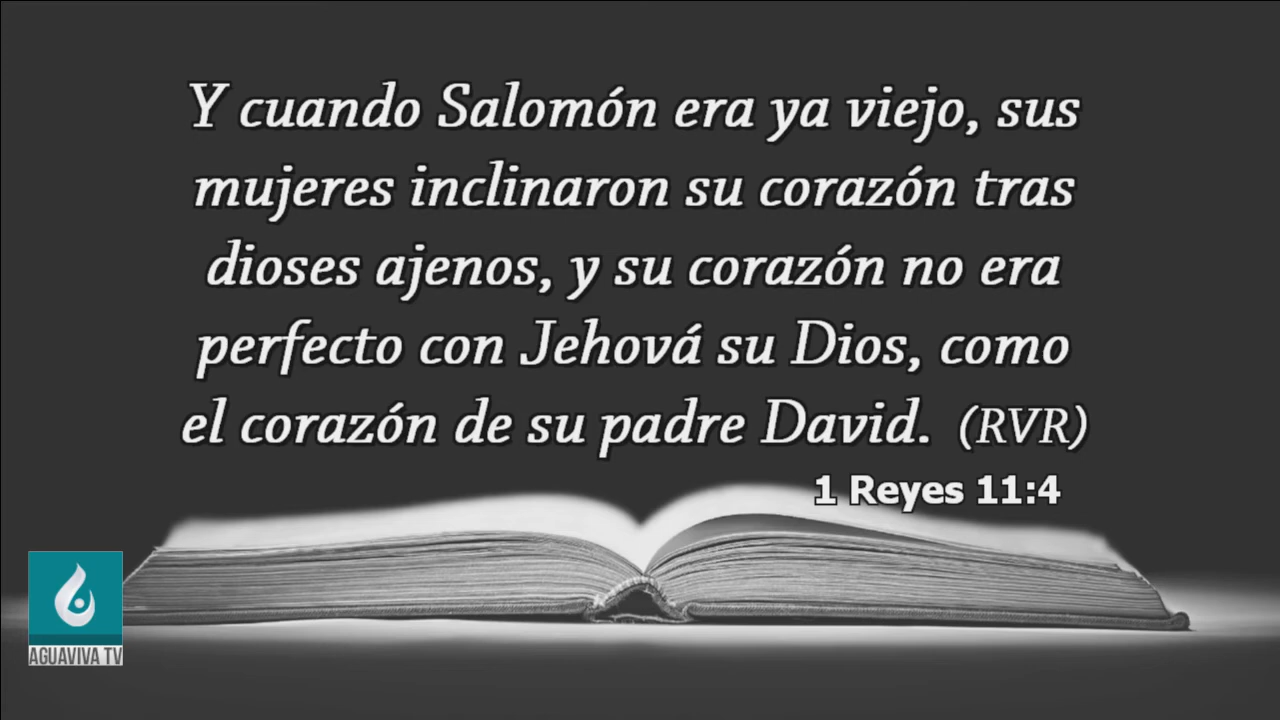 Y cuando Salomón era ya viejo, sus
mujeres inclinaron su corazón tras
dioses ajenos, y su corazón no era
perfecto con Jehová su Dios, como
el corazón de su padre David. (RVR)
1 Reyes 11:4
AGUAVIVA TV